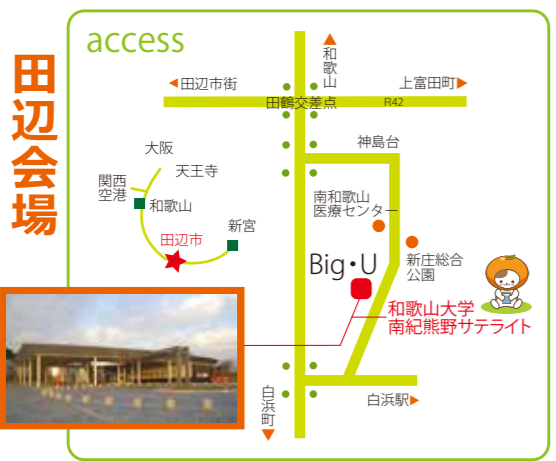 田辺会場
access
和歌山
田辺市街
上富田町
田鶴交差点
R42
神島台
大阪
天王寺
関西
空港
和歌山
新宮
田辺市
南和歌山
医療センター
新庄総合
公園
Big・U
和歌山大学
南紀熊野サテライト
白浜町
白浜駅